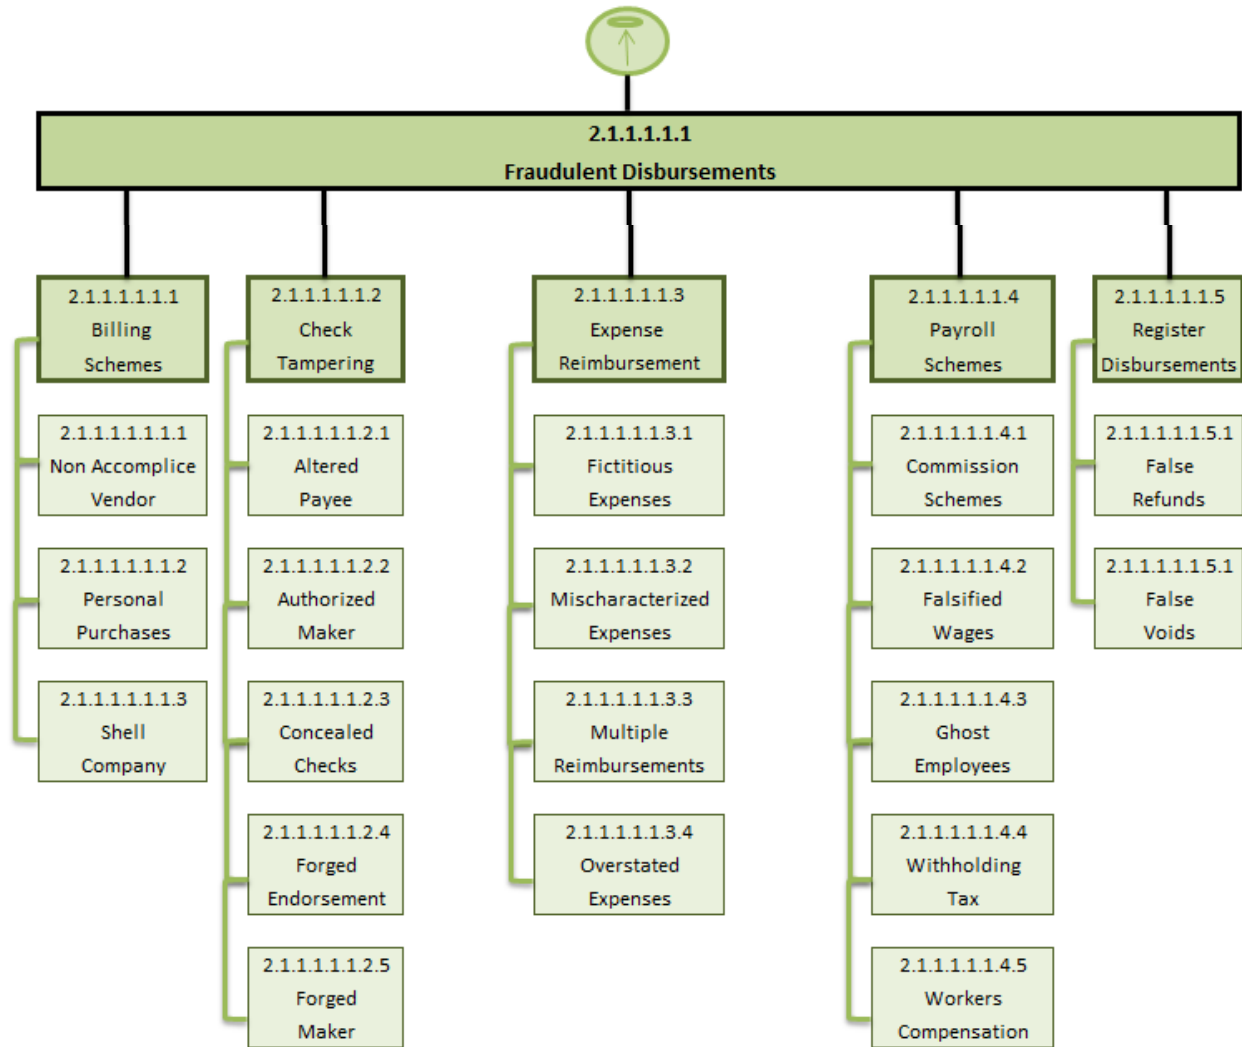 2.1.1.1.1.1
Fraudulent Disbursements
2.1.1.1.1.1.1
Billing
Schemes
2.1.1.1.1.1.1.1
Non Accomplice
Vendor
2.1.1.1.1.1.1.2
Personal
Purchases
2.1.1.1.1.1.1.3
Shell
Company
2.1.1.1.1.1.2
Check
Tampering
2.1.1.1.1.1.2.1
Altered
Payee
2.1.1.1.1.1.2.2
Authorized
Maker
2.1.1.1.1.1.2.3
Concealed
Checks
2.1.1.1.1.1.2.4
Forged
Endorsement
2.1.1.1.1.1.2.5
Forged
Maker
2.1.1.1.1.1.3
Expense
Reimbursement
2.1.1.1.1.1.3.1
Fictitious
Expenses
2.1.1.1.1.1.3.2
Mischaracterized
Expenses
2.1.1.1.1.1.3.3
Multiple
Reimbursements
2.1.1.1.1.1.3.4
Overstated
Expenses
2.1.1.1.1.1.4
Payroll
Schemes
2.1.1.1.1.1.4.1
Commission
Schemes
2.1.1.1.1.1.4.2
Falsified
Wages
2.1.1.1.1.1.4.3
Ghost
Employees
2.1.1.1.1.1.4.4
Withholding
Tax
2.1.1.1.1.1.4.5
Workers
Compensation
2.1.1.1.1.1.5
Register
Disbursements
2.1.1.1.1.1.5.1
False
Refunds
2.1.1.1.1.1.5.1
False
Voids